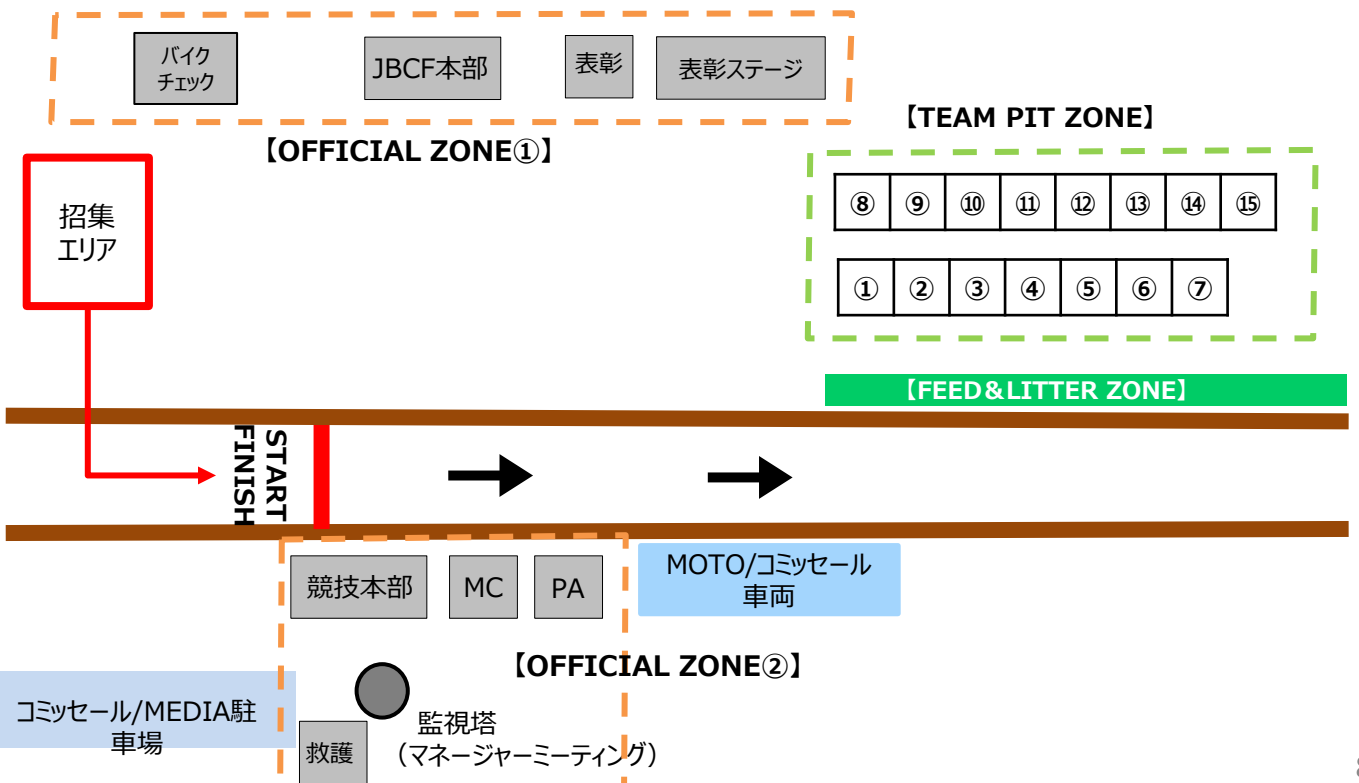 バイク
チェック
JBCF本部
表彰
表彰ステージ
【OFFICIAL ZONE①】
【TEAM PIT ZONE】
招集
エリア
⑧ ⑨ ⑩ ⑪ ⑫ ⑬ ⑭ ⑮
① ② ③ ④ ⑤ ⑥ ⑦
【FEED&LITTER ZONE】
START
FINISH
競技本部
MC
PA
MOTO/コミッセール
車両
【OFFICIAL ZONE②】
コミッセール/MEDIA駐
車場
監視塔
（マネージャーミーティング）
救護